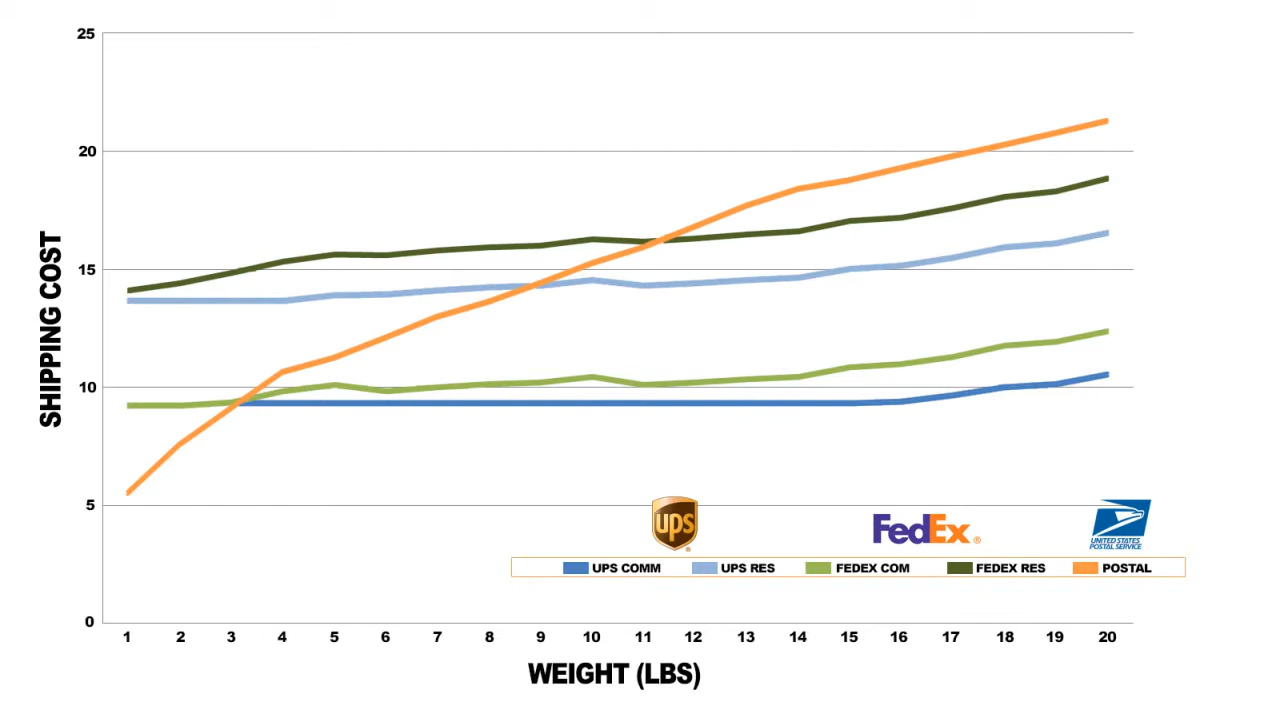 25
20
15
10
5
0
SHIPPING COST
ups
FedEx ®
UNITED STATES
POSTAL SERVICE
UPS COMM UPS RES FEDEX COM FEDEX RES POSTAL
1 2 3 4 5 6 7 8 9 10 11 12 13 14 15 16 17 18 19 20
WEIGHT (LBS)